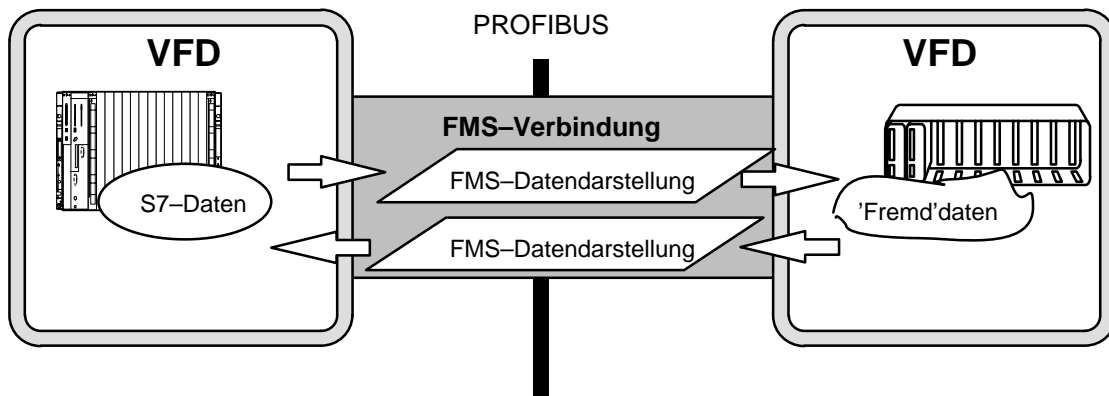 PROFIBUS
VFD
VFD
FMS–Verbindung
FMS–Datendarstellung
S7–Daten
’Fremd’daten
FMS–Datendarstellung